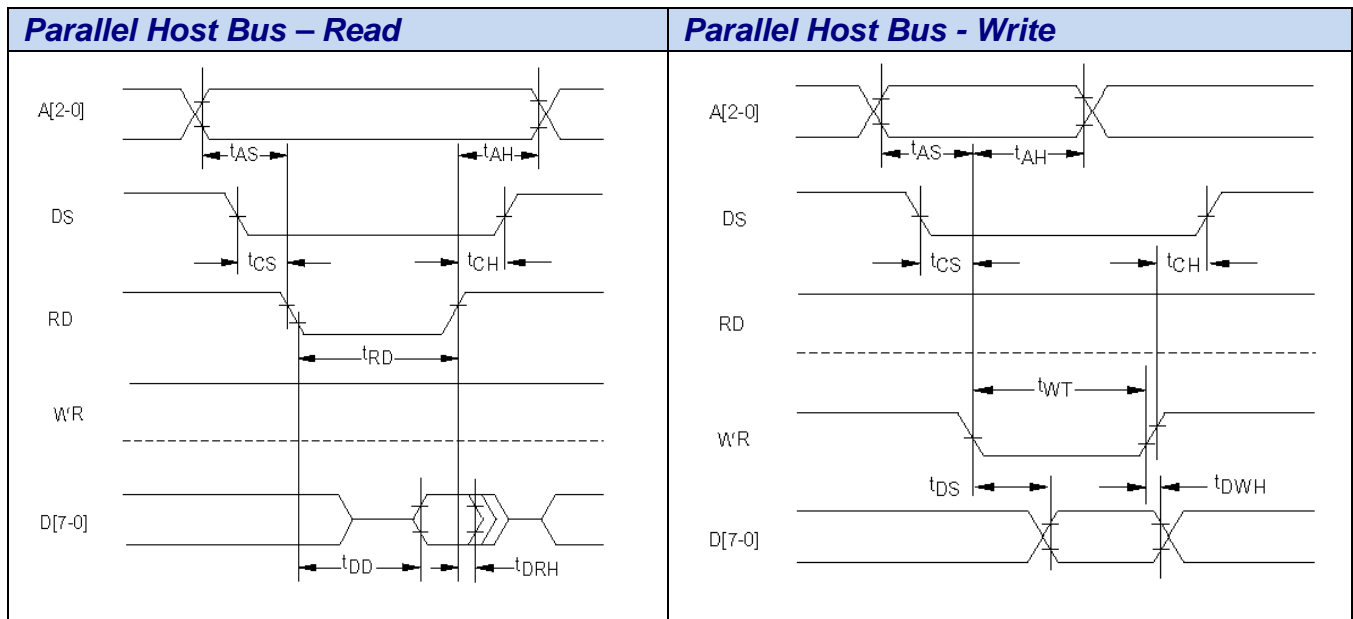 Parallel Host Bus – Read
A[2-0]
tAS
tAH
DS
tCS
tCH
RD
tRD
WR
D[7-0]
tDD
tDRH
Parallel Host Bus - Write
A[2-0]
tAS
tAH
DS
tCS
tCH
RD
tWT
WR
tDS
tDWH
D[7-0]